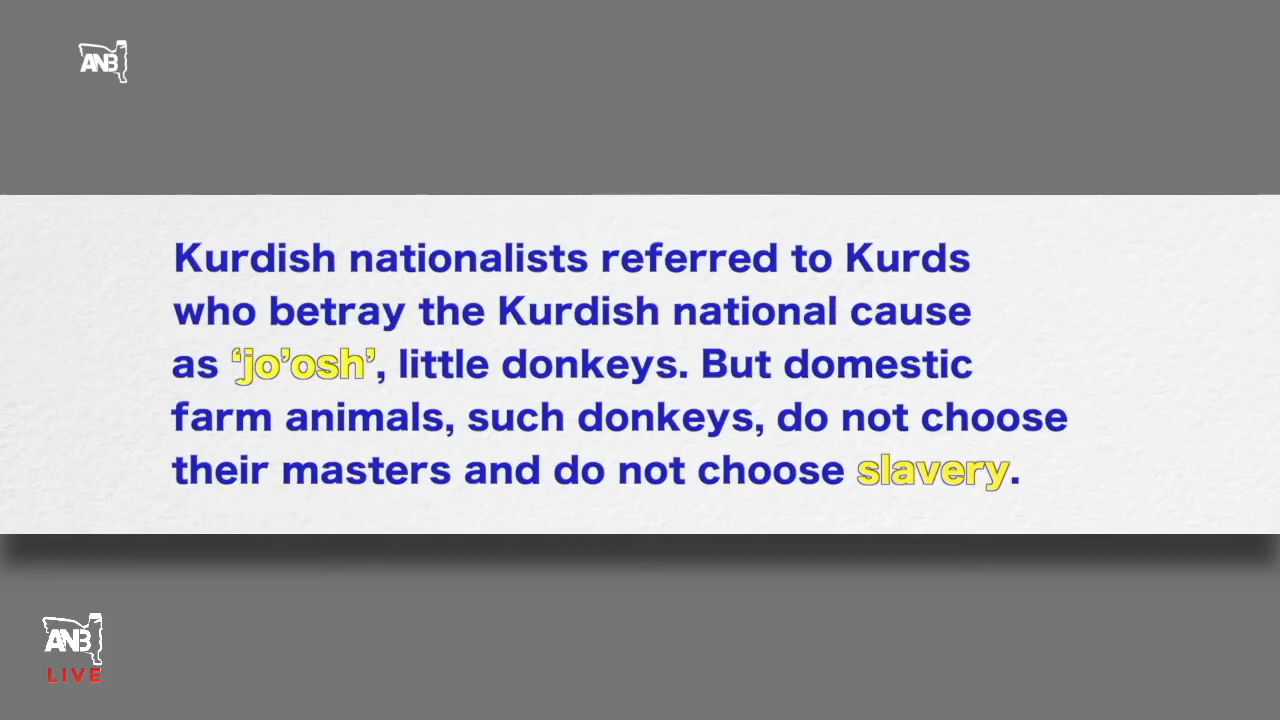 ANB
Kurdish nationalists referred to Kurds
who betray the Kurdish national cause
as ‘jo’osh’, little donkeys. But domestic
farm animals, such donkeys, do not choose
their masters and do not choose slavery.
ANB
LIVE